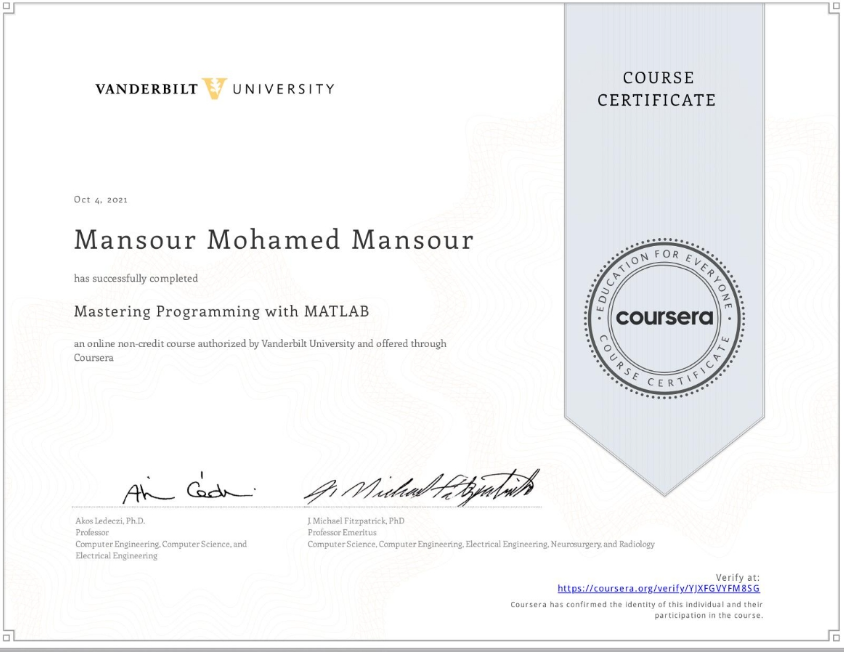 VANDERBILT V UNIVERSITY
COURSE
CERTIFICATE
Oct 4, 2021
Mansour Mohamed Mansour
has successfully completed
Mastering Programming with MATLAB
an online non-credit course authorized by Vanderbilt University and offered through
Coursera
EDUCATION FOR EVERYONE
coursera
COURSE CERTIFICATE
Akos Ledeczi, Ph.D.
Professor
Computer Engineering, Computer Science, and
Electrical Engineering
J. Michael Fitzpatrick, PhD
Professor Emeritus
Computer Science, Computer Engineering, Electrical Engineering, Neurosurgery, and Radiology
Verify at:
https://coursera.org/verify/YJXFGVYFM8SG
Coursera has confirmed the identity of this individual and their
participation in the course.